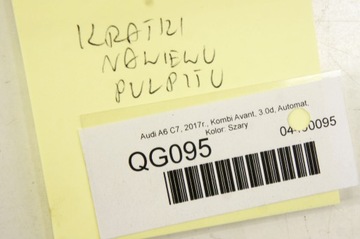 KRATKI
NAWIEWU
PULPITU
Audi A6 C7, 2017r., Kombi Avant, 3.0d, Automat,
Kolor: Szary
QG095